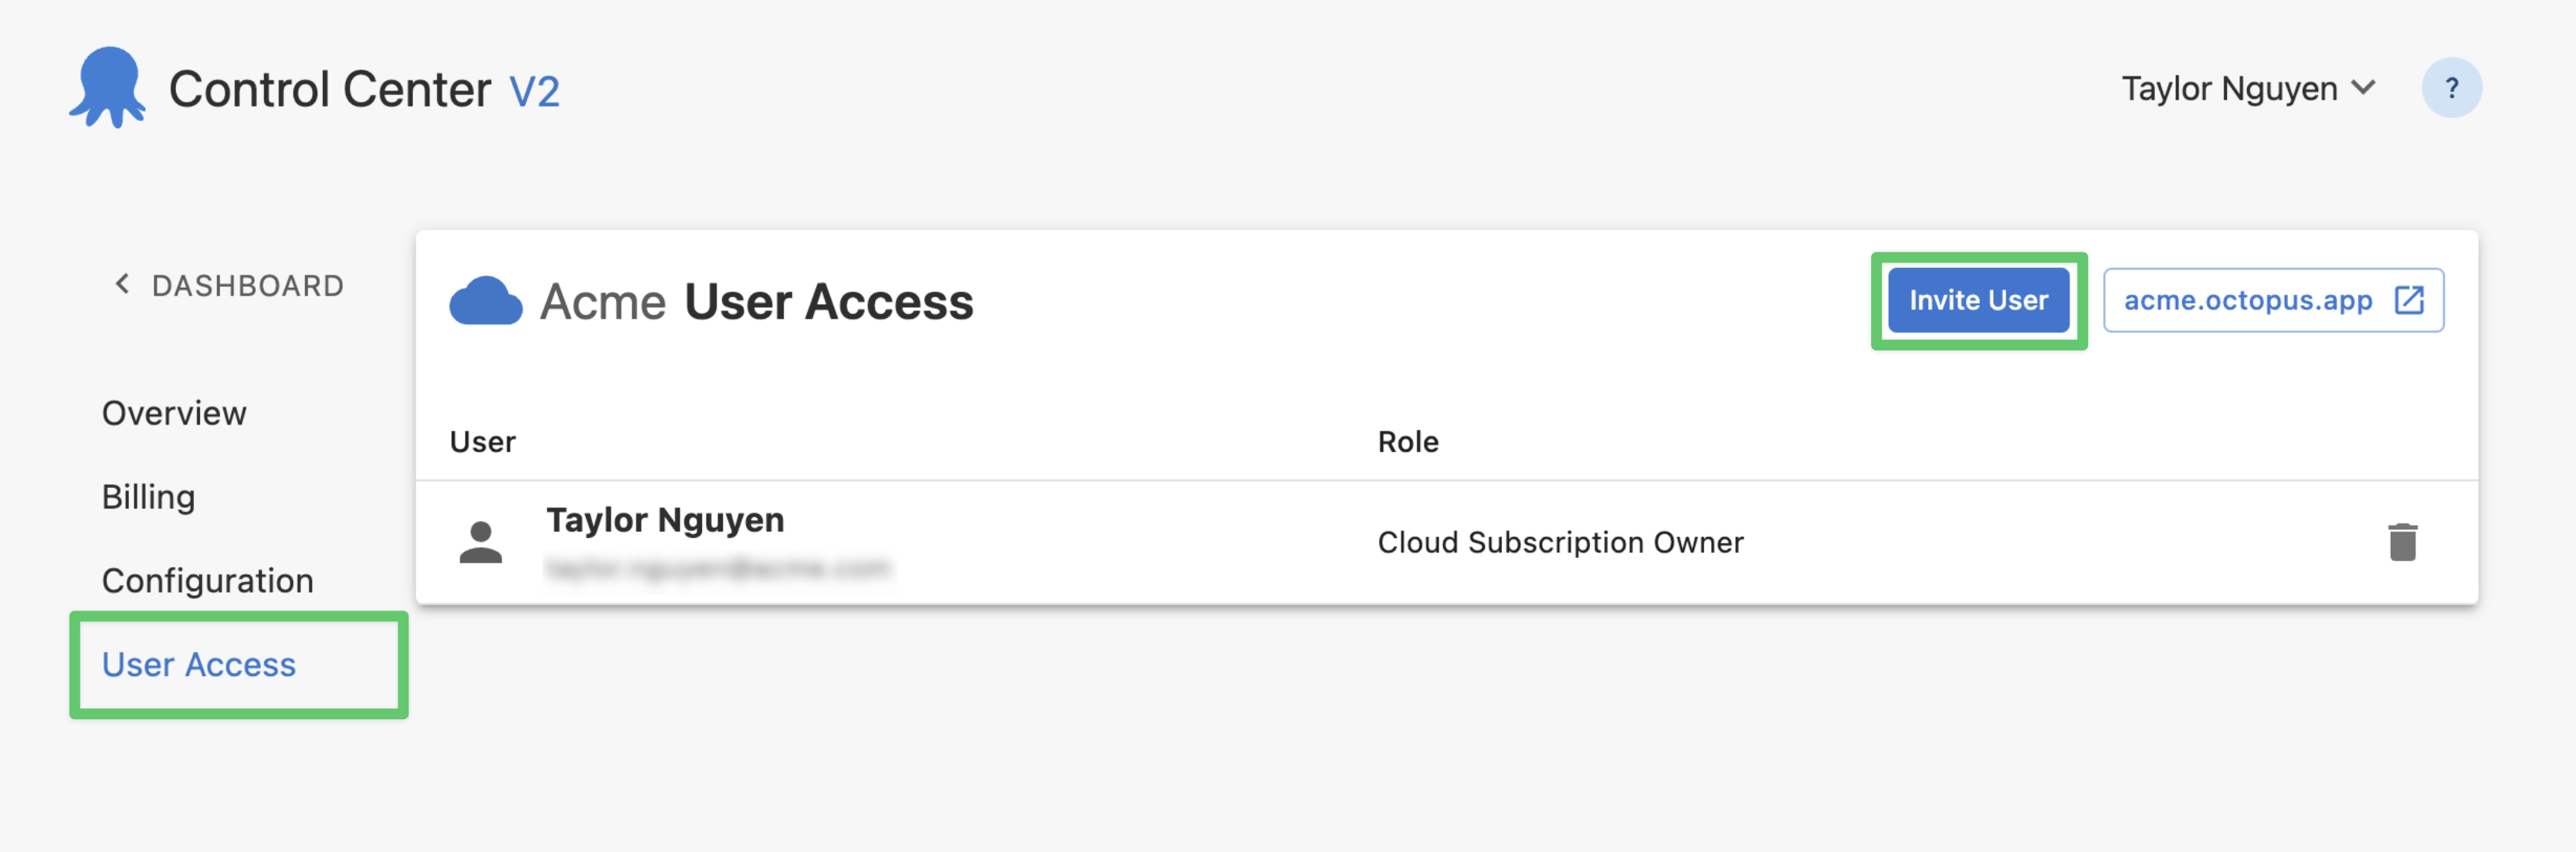 Control Center V2
Taylor Nguyen
?
DASHBOARD
Overview
Billing
Configuration
User Access
Acme User Access
Invite User
acme.octopus.app
User
Role
Taylor Nguyen
Cloud Subscription Owner